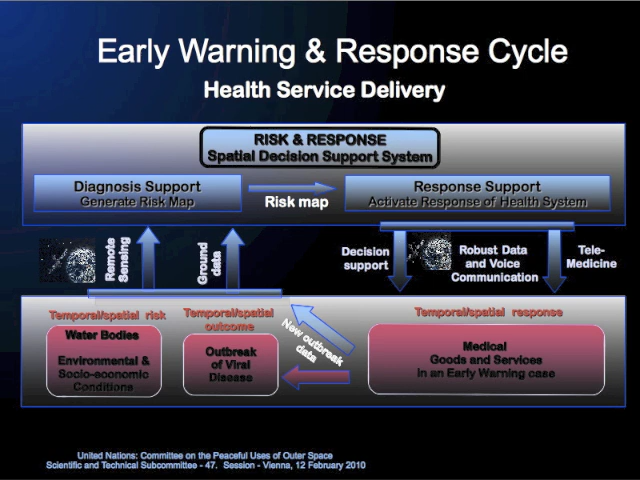 Early Warning & Response Cycle
Health Service Delivery
RISK & RESPONSE
Spatial Decision Support System
Diagnosis Support
Generate Risk Map
Risk map
Response Support
Activate Response of Health System
Remote
Sensing
Ground
data
Decision
support
Robust Data
and Voice
Communication
Tele-
Medicine
Temporal/spatial risk
Water Bodies
Environmental &
Socio-economic
Conditions
Temporal/spatial
outcome
Outbreak
of Viral
Disease
New outbreak
data
Temporal/spatial response
Medical
Goods and Services
in an Early Warning case
United Nations: Committee on the Peaceful Uses of Outer Space
Scientific and Technical Subcommittee - 47. Session - Vienna, 12 February 2010